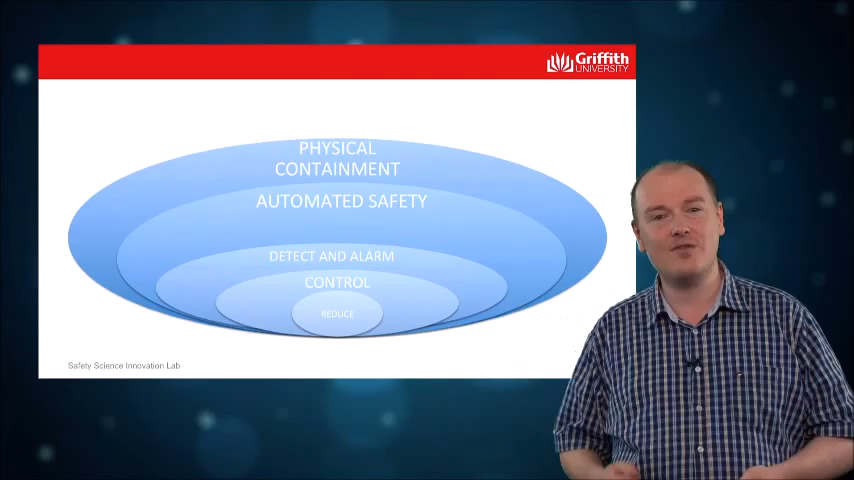 Griffith
UNIVERSITY
PHYSICAL
CONTAINMENT
AUTOMATED SAFETY
DETECT AND ALARM
CONTROL
REDUCE
Safety Science Innovation Lab